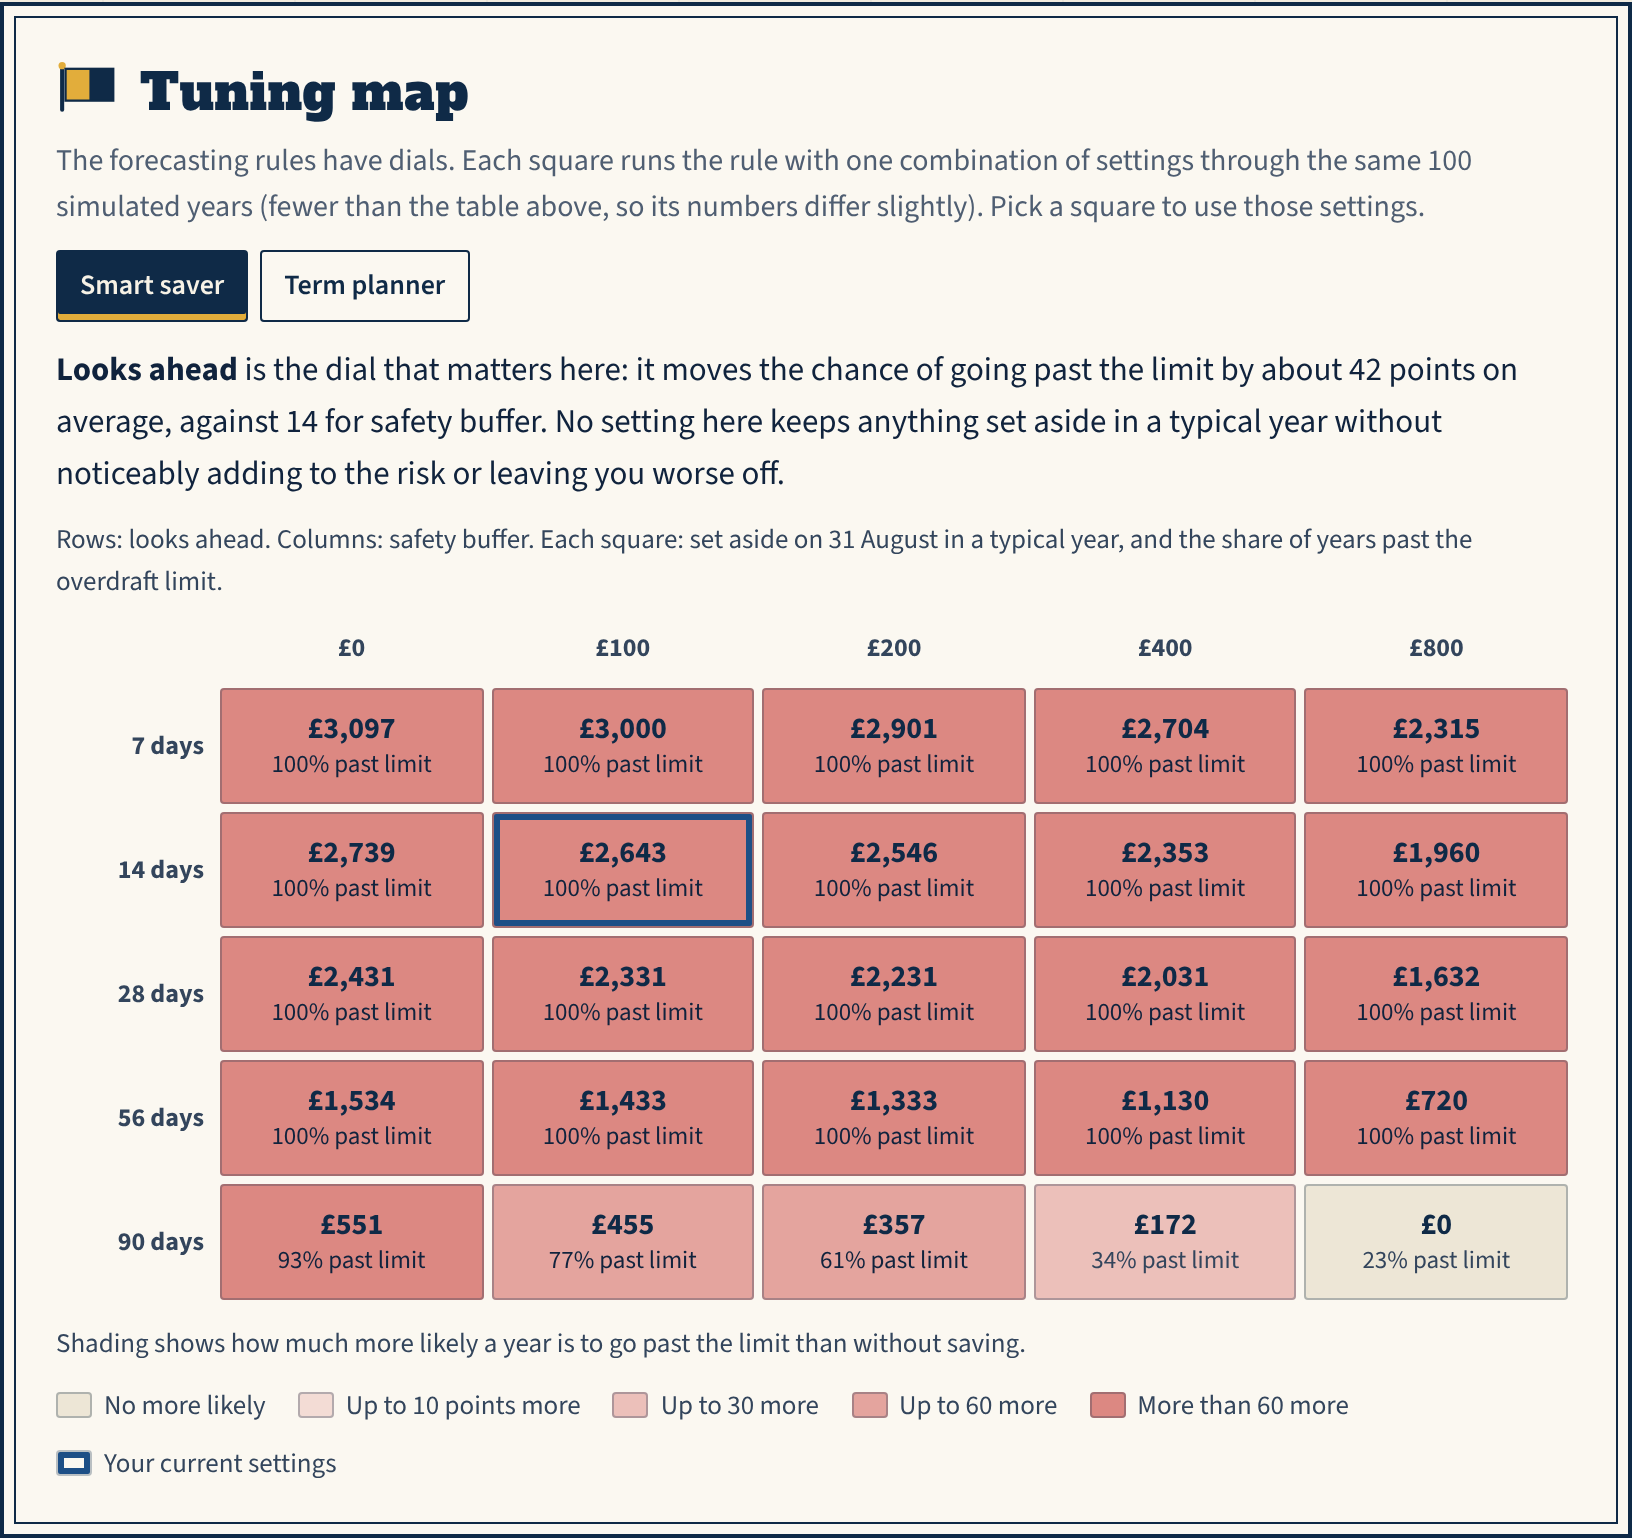 Tuning map
The forecasting rules have dials. Each square runs the rule with one combination of settings through the same 100
simulated years (fewer than the table above, so its numbers differ slightly). Pick a square to use those settings.
Smart saver Term planner
Looks ahead is the dial that matters here: it moves the chance of going past the limit by about 42 points on
average, against 14 for safety buffer. No setting here keeps anything set aside in a typical year without
noticeably adding to the risk or leaving you worse off.
Rows: looks ahead. Columns: safety buffer. Each square: set aside on 31 August in a typical year, and the share of years past the
overdraft limit.
£0 £100 £200 £400 £800
7 days
£3,097 £3,000 £2,901 £2,704 £2,315
100% past limit 100% past limit 100% past limit 100% past limit 100% past limit
14 days
£2,739 £2,643 £2,546 £2,353 £1,960
100% past limit 100% past limit 100% past limit 100% past limit 100% past limit
28 days
£2,431 £2,331 £2,231 £2,031 £1,632
100% past limit 100% past limit 100% past limit 100% past limit 100% past limit
56 days
£1,534 £1,433 £1,333 £1,130 £720
100% past limit 100% past limit 100% past limit 100% past limit 100% past limit
90 days
£551 £455 £357 £172 £0
93% past limit 77% past limit 61% past limit 34% past limit 23% past limit
Shading shows how much more likely a year is to go past the limit than without saving.
No more likely Up to 10 points more Up to 30 more Up to 60 more More than 60 more
Your current settings